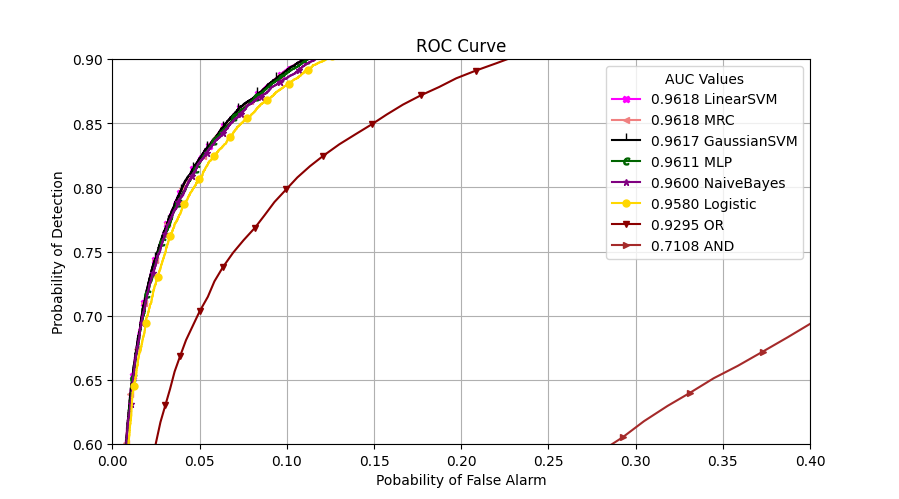 ROC Curve
0.90
0.85
0.80
0.75
0.70
0.65
0.60
Probability of Detection
AUC Values
0.9618 LinearSVM
0.9618 MRC
0.9617 GaussianSVM
0.9611 MLP
0.9600 NaiveBayes
0.9580 Logistic
0.9295 OR
0.7108 AND
0.00 0.05 0.10 0.15 0.20 0.25 0.30 0.35 0.40
Pobability of False Alarm